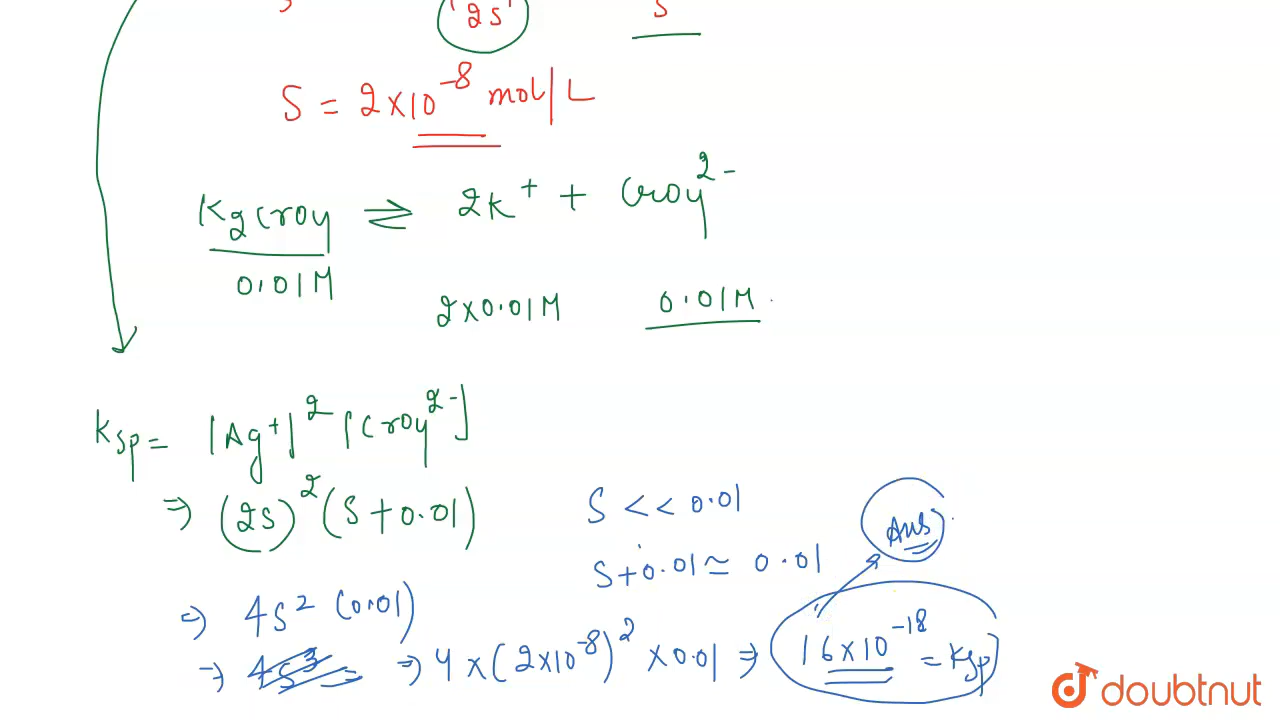 2S S
S = 2×10⁻⁸ mol/L
K2CrO4 ⇌ 2K⁺ + CrO4²⁻
0.01M
2×0.01M 0.01M
Ksp = [Ag⁺]² [CrO4²⁻]
⇒ (2S)² (S+0.01) S << 0.01 Ans
S+0.01 ≃ 0.01
⇒ 4S² (0.01)
⇒ 4S³ = ⇒ 4×(2×10⁻⁸)² ×0.01 ⇒ 16×10⁻¹⁸ = Ksp
doubtnut